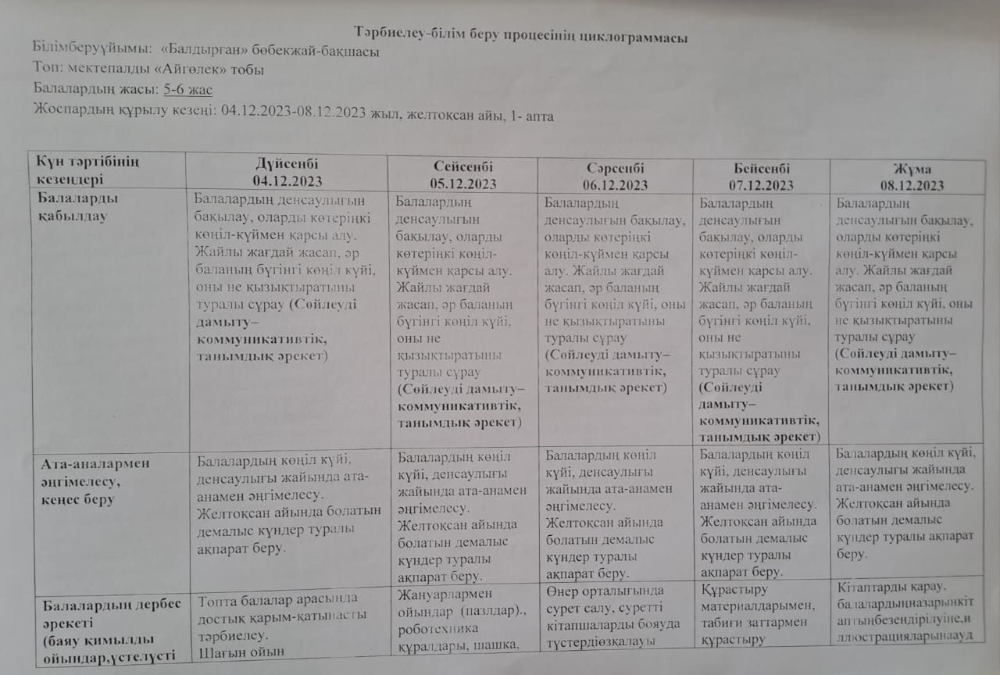 Тәрбиелеу-білім беру процесінің циклограммасы
Білімберуұйымы: «Балдырған» бөбекжай-бақшасы
Топ: мектепалды «Айгөлек» тобы
Балалардың жасы: 5-6 жас
Жоспардың құрылу кезеңі: 04.12.2023-08.12.2023 жыл, желтоқсан айы, 1- апта
Күн тәртібінің
кезеңдері
Дүйсенбі
04.12.2023
Сейсенбі
05.12.2023
Сәрсенбі
06.12.2023
Бейсенбі
07.12.2023
Жұма
08.12.2023
Балаларды
қабылдау
Балалардың денсаулығын
бақылау, оларды көтеріңкі
көңіл-күймен қарсы алу.
Жайлы жағдай жасап, әр
баланың бүгінгі көңіл күйі,
оны не қызықтыратыны
туралы сұрау (Сөйлеуді
дамыту–
коммуникативтік,
танымдық әрекет)
Балалардың
денсаулығын
бақылау, оларды
көтеріңкі көңіл-
күймен қарсы алу.
Жайлы жағдай
жасап, әр баланың
бүгінгі көңіл күйі,
оны не
қызықтыратыны
туралы сұрау
(Сөйлеуді дамыту–
коммуникативтік,
танымдық әрекет)
Балалардың
денсаулығын бақылау,
оларды көтеріңкі
көңіл-күймен қарсы
алу. Жайлы жағдай
жасап, әр баланың
бүгінгі көңіл күйі, оны
не қызықтыратыны
туралы сұрау
(Сөйлеуді дамыту–
коммуникативтік,
танымдық әрекет)
Балалардың
денсаулығын
бақылау, оларды
көтеріңкі көңіл-
күймен қарсы алу.
Жайлы жағдай
жасап, әр баланың
бүгінгі көңіл күйі,
оны не
қызықтыратыны
туралы сұрау
(Сөйлеуді
дамыту–
коммуникативтік,
танымдық әрекет)
Балалардың
денсаулығын бақылау,
оларды көтеріңкі
көңіл-күймен қарсы
алу. Жайлы жағдай
жасап, әр баланың
бүгінгі көңіл күйі, оны
не қызықтыратыны
туралы сұрау
(Сөйлеуді дамыту–
коммуникативтік,
танымдық әрекет)
Ата-аналармен
әңгімелесу,
кеңес беру
Балалардың көңіл күйі,
денсаулығы жайында ата-
анамен әңгімелесу.
Желтоқсан айында болатын
демалыс күндер туралы
ақпарат беру.
Балалардың көңіл
күйі, денсаулығы
жайында ата-анамен
әңгімелесу.
Желтоқсан айында
болатын демалыс
күндер туралы
ақпарат беру.
Балалардың көңіл
күйі, денсаулығы
жайында ата-анамен
әңгімелесу.
Желтоқсан айында
болатын демалыс
күндер туралы
ақпарат беру.
Балалардың көңіл
күйі, денсаулығы
жайында ата-
анамен әңгімелесу.
Желтоқсан айында
болатын демалыс
күндер туралы
ақпарат беру.
Балалардың көңіл күйі,
денсаулығы жайында
ата-анамен әңгімелесу.
Желтоқсан айында
болатын демалыс
күндер туралы ақпарат
беру.
Балалардың дербес
әрекеті
(баяу қимылды
ойындар,үстелүсті
Топта балалар арасында
достық қарым-қатынасты
тәрбиелеу.
Шағын ойын
Жануарлармен
ойындар (пазлдар).,
роботехника
құралдары, шашка,
Өнер орталығында
сурет салу, суретті
кітапшаларды бояуда
түстердіөзқалауы
Құрастыру
материалдарымен,
табиғи заттармен
құрастыру
Кітаптарды қарау.
балалардыңназарынкіт
аптыңбезендірілуіне,и
ллюстрацияларынаауд